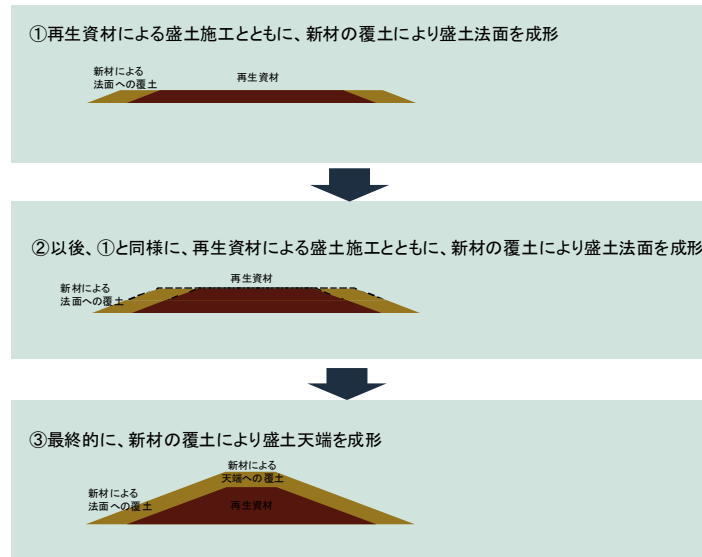 ①再生資材による盛土施工とともに、新材の覆土により盛土法面を成形
新材による
法面への覆土
再生資材
②以後、①と同様に、再生資材による盛土施工とともに、新材の覆土により盛土法面を成形
再生資材
新材による
法面への覆土
③最終的に、新材の覆土により盛土天端を成形
新材による
天端への覆土
新材による
法面への覆土
再生資材